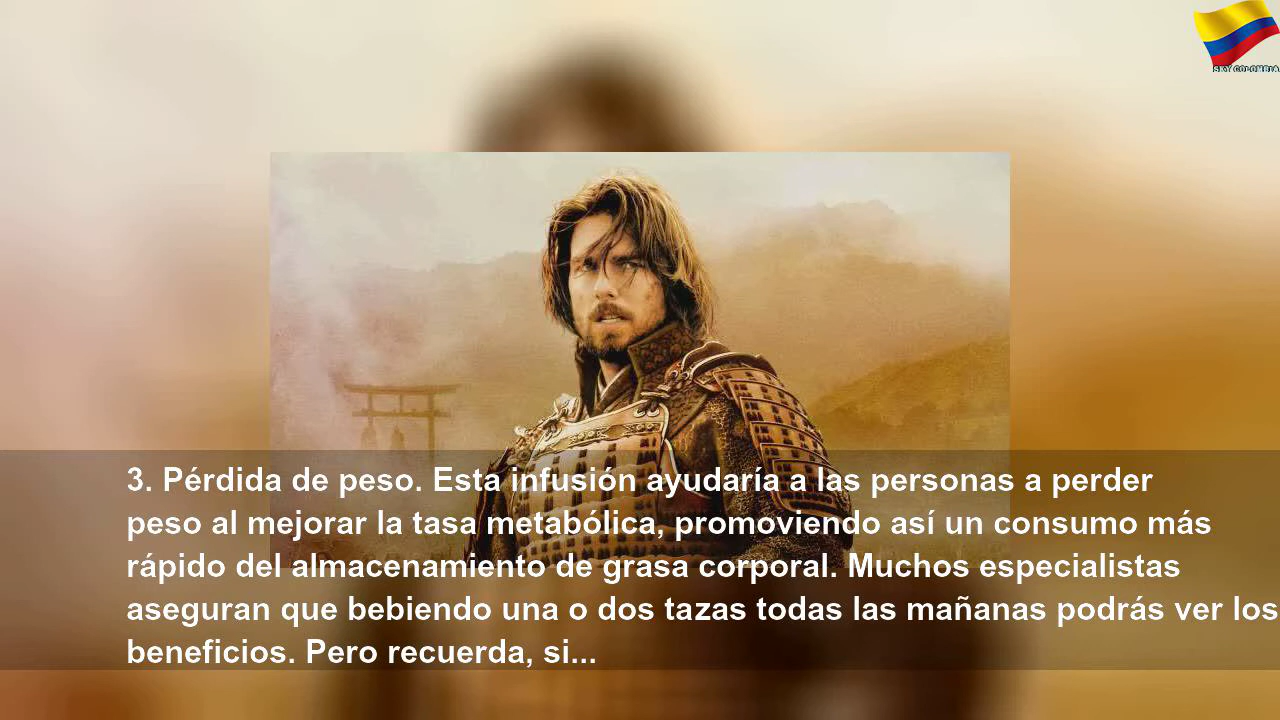 SKY COLOMBIA
3. Pérdida de peso. Esta infusión ayudaría a las personas a perder
peso al mejorar la tasa metabólica, promoviendo así un consumo más
rápido del almacenamiento de grasa corporal. Muchos especialistas
aseguran que bebiendo una o dos tazas todas las mañanas podrás ver los
beneficios. Pero recuerda, si...